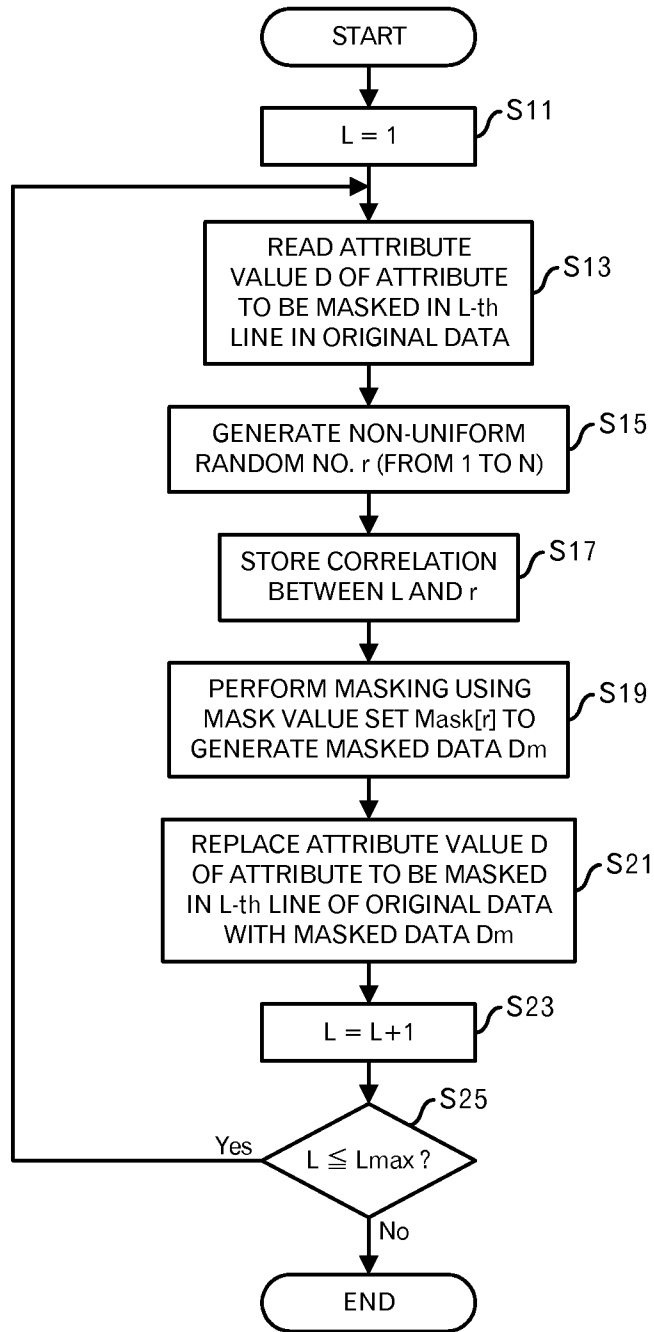 START
S11
L = 1
READ ATTRIBUTE
VALUE D OF ATTRIBUTE
TO BE MASKED IN L-th
LINE IN ORIGINAL DATA
S13
GENERATE NON-UNIFORM
RANDOM NO. r (FROM 1 TO N)
S15
STORE CORRELATION
BETWEEN L AND r
S17
PERFORM MASKING USING
MASK VALUE SET Mask[r] TO
GENERATE MASKED DATA Dm
S19
REPLACE ATTRIBUTE VALUE D
OF ATTRIBUTE TO BE MASKED
IN L-th LINE OF ORIGINAL DATA
WITH MASKED DATA Dm
S21
L = L+1
S23
S25
Yes
L ≦ Lmax ?
No
END